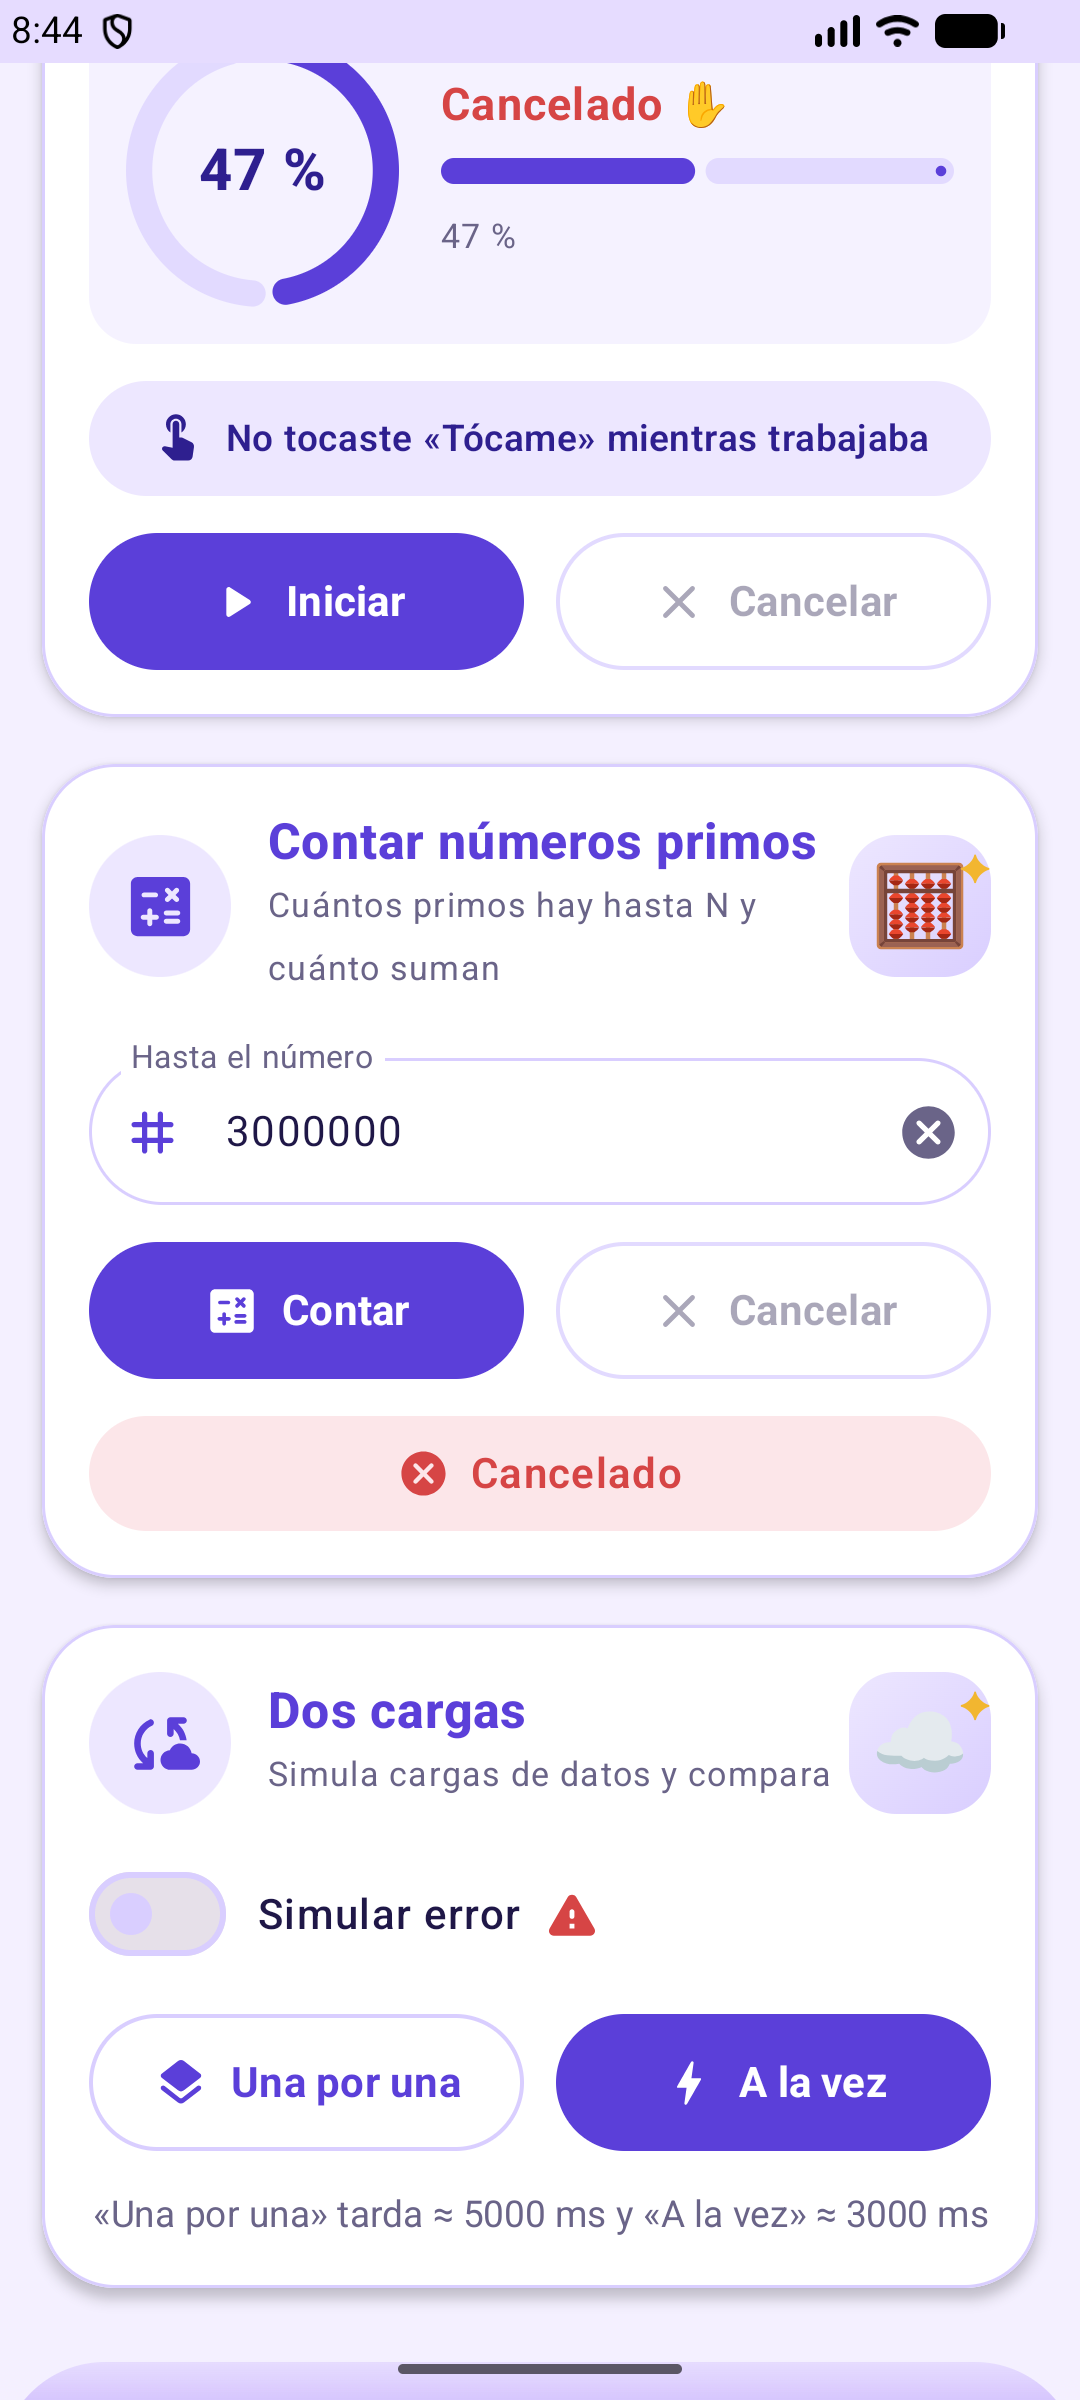 8:44
47 %
Cancelado ✋
47 %
No tocaste «Tócame» mientras trabajaba
Iniciar
Cancelar
Contar números primos
Cuántos primos hay hasta N y
cuánto suman
Hasta el número
3000000
Contar
Cancelar
Cancelado
Dos cargas
Simula cargas de datos y compara
Simular error
Una por una
A la vez
«Una por una» tarda ≈ 5000 ms y «A la vez» ≈ 3000 ms